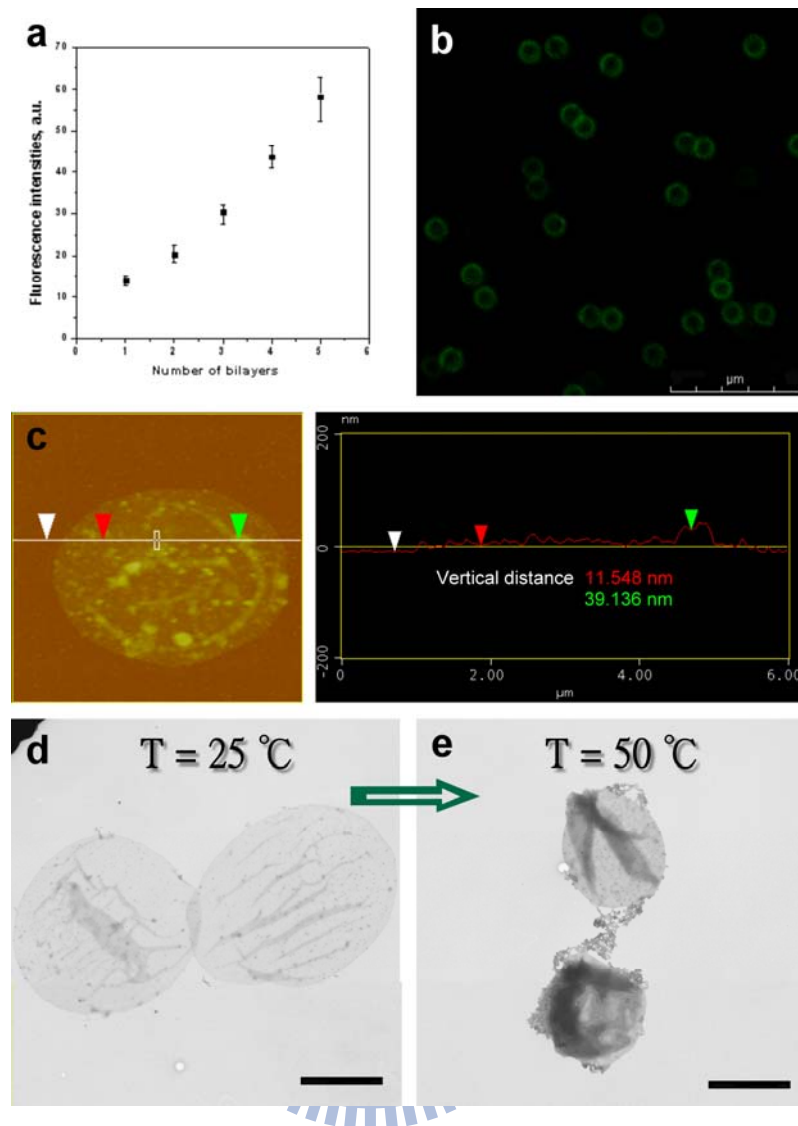 a
70
60
50
40
30
20
10
0
0 1 2 3 4 5 6
Fluorescence intensities, a.u.
Number of bilayers
b
µm
c
nm
200
0
-200
Vertical distance 11.548 nm
39.136 nm
0 2.00 4.00 6.00
µm
d
T = 25 ℃
e
T = 50 ℃